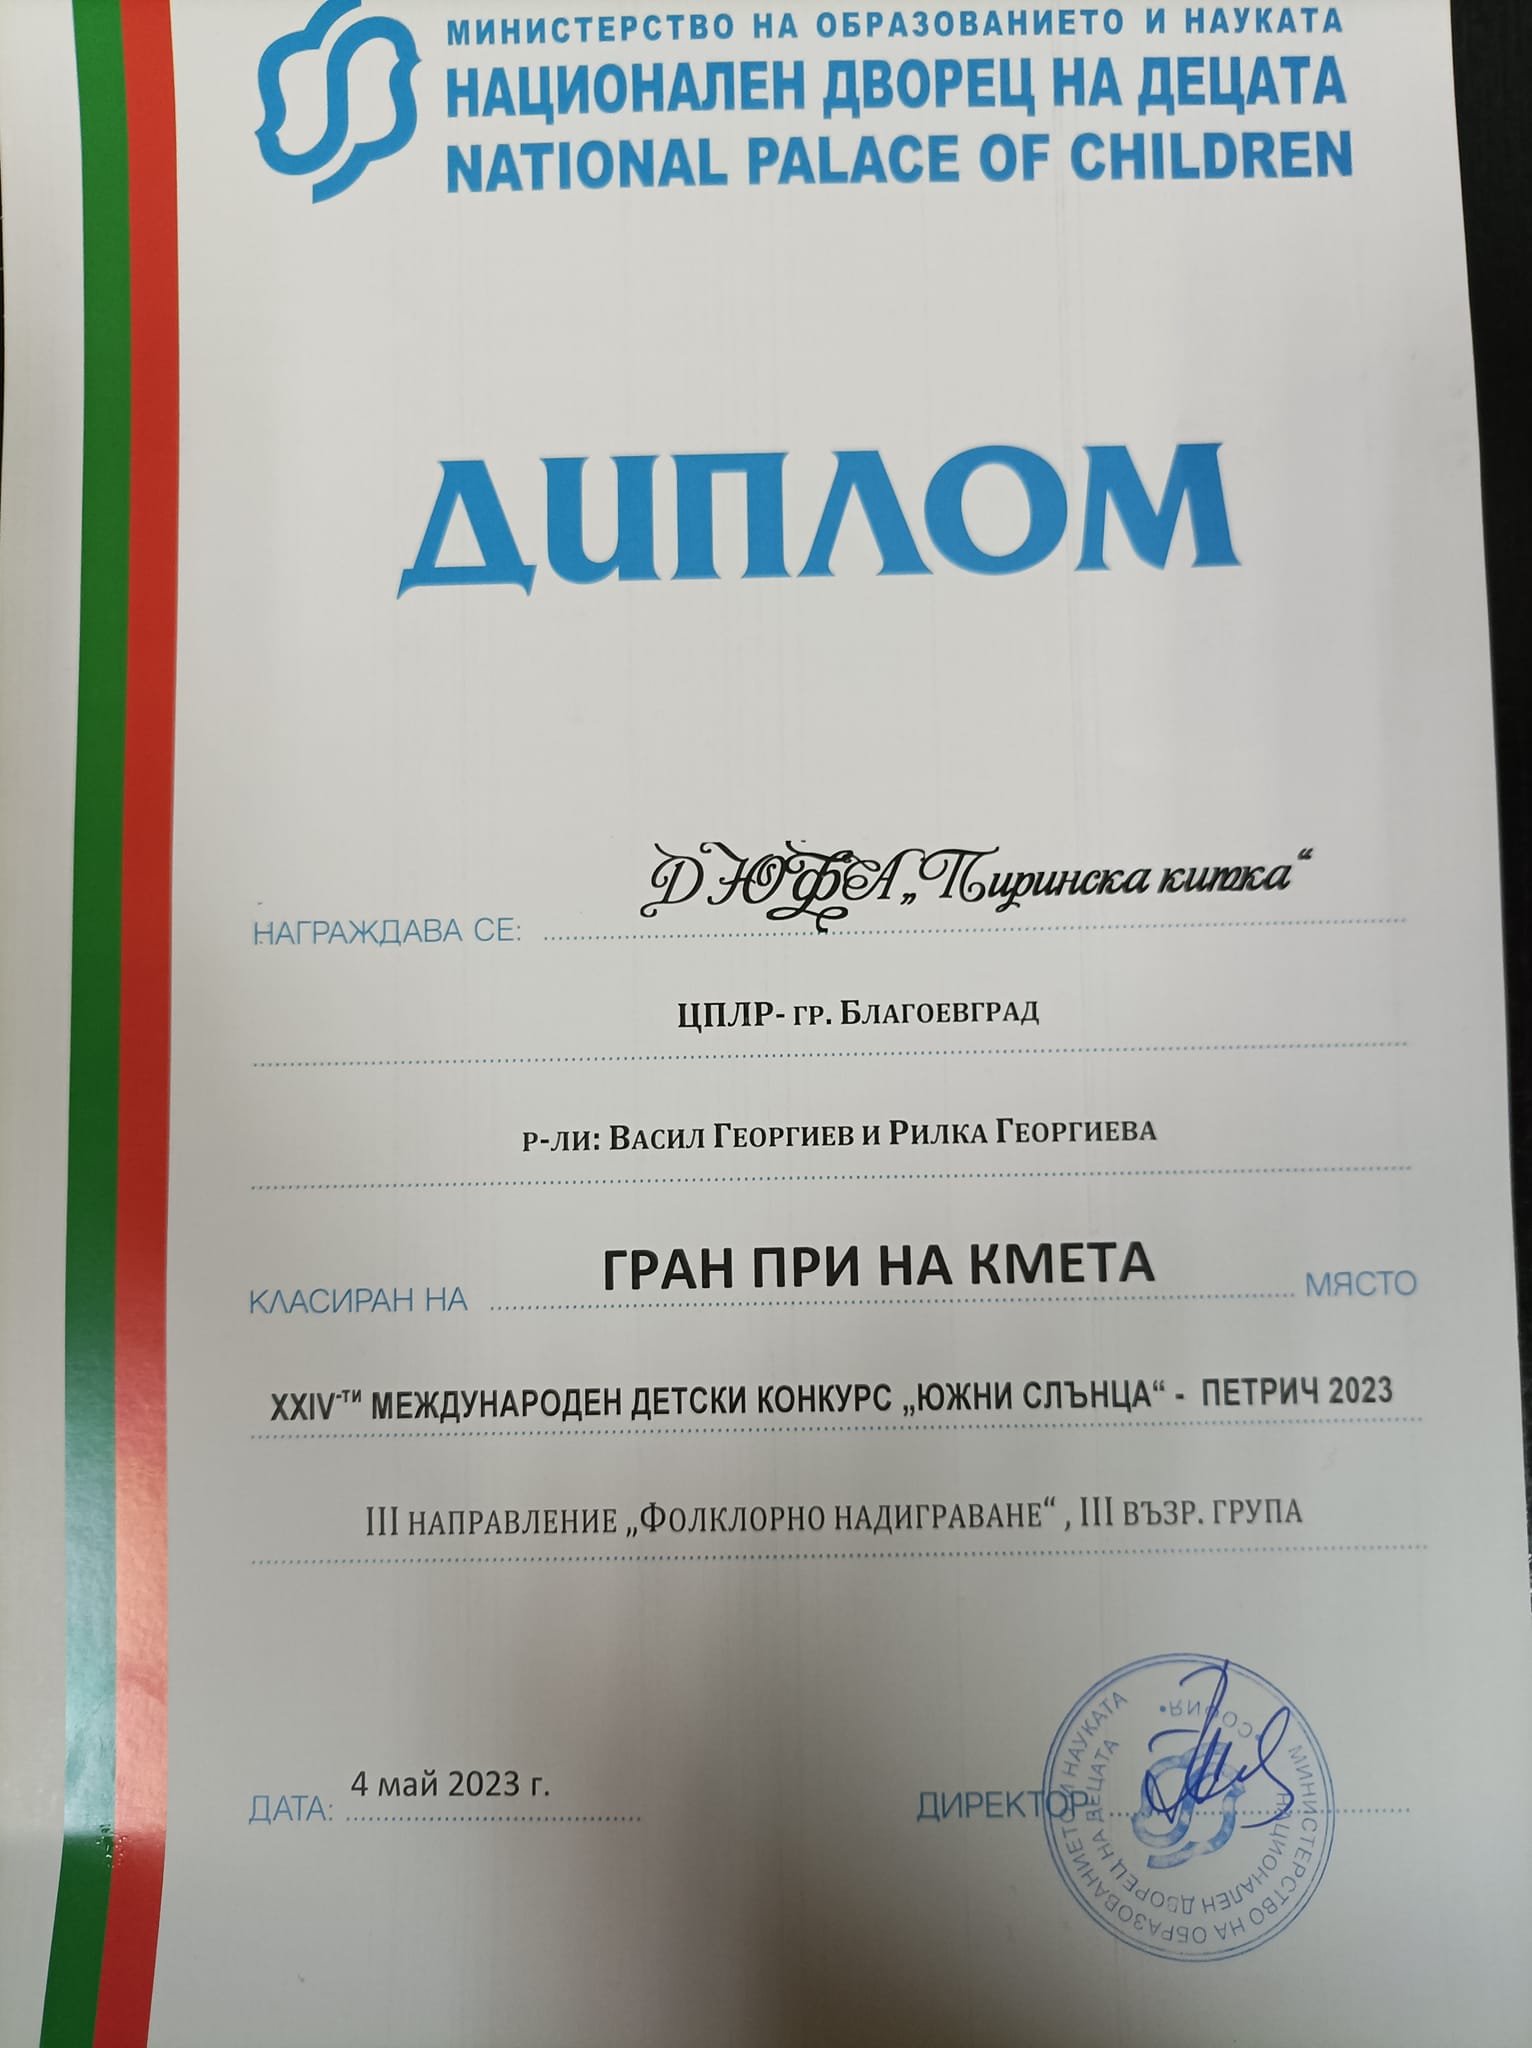 МИНИСТЕРСТВО НА ОБРАЗОВАНИЕТО И НАУКАТА
НАЦИОНАЛЕН ДВОРЕЦ НА ДЕЦАТА
NATIONAL PALACE OF CHILDREN
ДИПЛОМ
НАГРАЖДАВА СЕ: ДЮФА „Пиринска китка“
ЦПЛР- ГР. БЛАГОЕВГРАД
Р-ЛИ: ВАСИЛ ГЕОРГИЕВ И РИЛКА ГЕОРГИЕВА
КЛАСИРАН НА ГРАН ПРИ НА КМЕТА МЯСТО
XXIV-ТИ МЕЖДУНАРОДЕН ДЕТСКИ КОНКУРС „ЮЖНИ СЛЪНЦА“ - ПЕТРИЧ 2023
III НАПРАВЛЕНИЕ „ФОЛКЛОРНО НАДИГРАВАНЕ“ , III ВЪЗР. ГРУПА
ДАТА: 4 май 2023 г.
ДИРЕКТОР:
МИНИСТЕРСТВО НА ОБРАЗОВАНИЕТО И НАУКАТА
НАЦИОНАЛЕН ДВОРЕЦ НА ДЕЦАТА
СОФИЯ